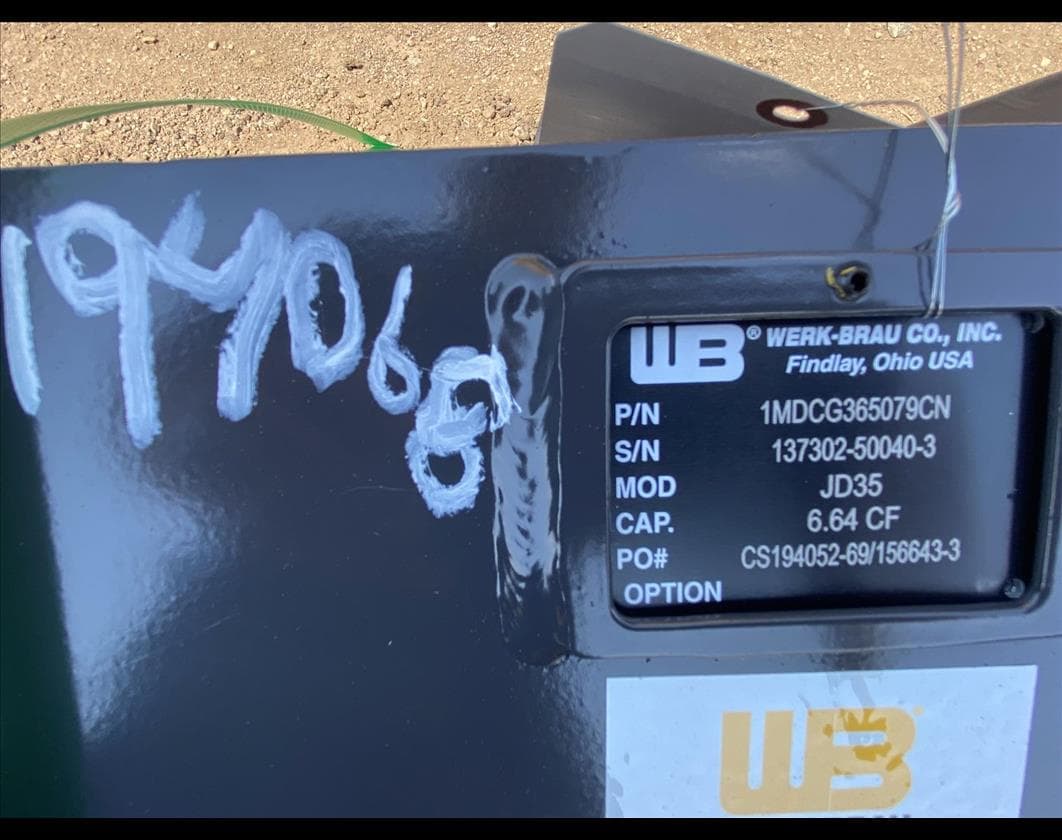 194068
WB® WERK-BRAU CO., INC.
Findlay, Ohio USA
P/N 1MDCG365079CN
S/N 137302-50040-3
MOD JD35
CAP. 6.64 CF
PO# CS194052-69/156643-3
OPTION
WB